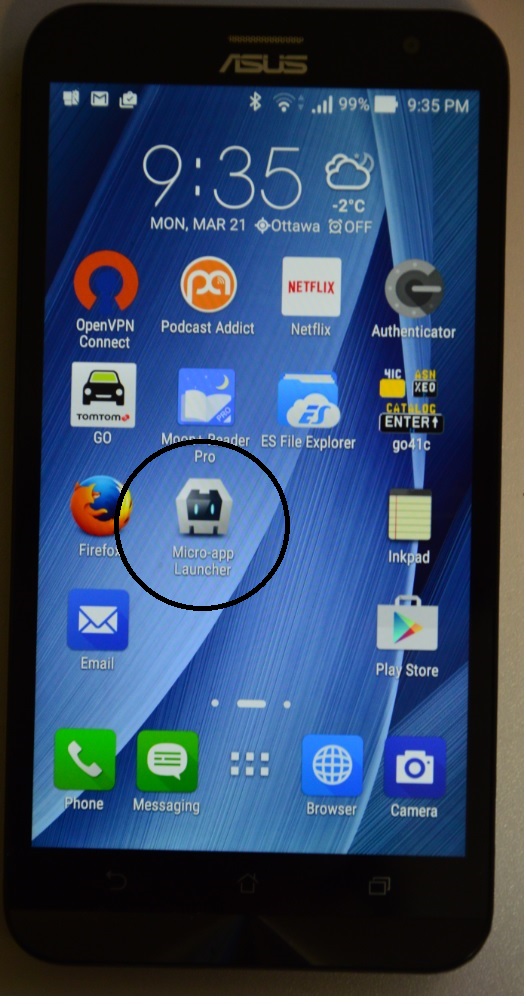 ASUS
99% 9:35 PM
9:35
-2°C
MON, MAR 21 Ottawa OFF
NETFLIX
OpenVPN
Connect
Podcast Addict
Netflix
Authenticator
TOMTOM
PRO
ES
41C ASN
XEQ
CATALOG
ENTER↑
GO
Moon+ Reader
Pro
ES File Explorer
go41c
Firefox
Micro-app
Launcher
Inkpad
Email
Play Store
Phone
Messaging
Browser
Camera